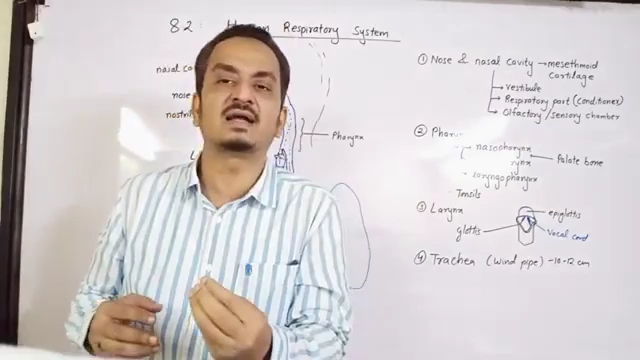 82: Human Respiratory System
nasal ca
nose
nostri
L
Pharynx
① Nose & nasal cavity → mesethmoid
cartilage
→ Vestibule
→ Respiratory part (conditioner)
→ Olfactory / sensory chamber
② Phar
nasopharynx
rynx
Palate bone
laryngopharynx
Tonsils
③ Larynx
epiglottis
glottis
Vocal cord
④ Trachea (wind pipe) -10-12 cm